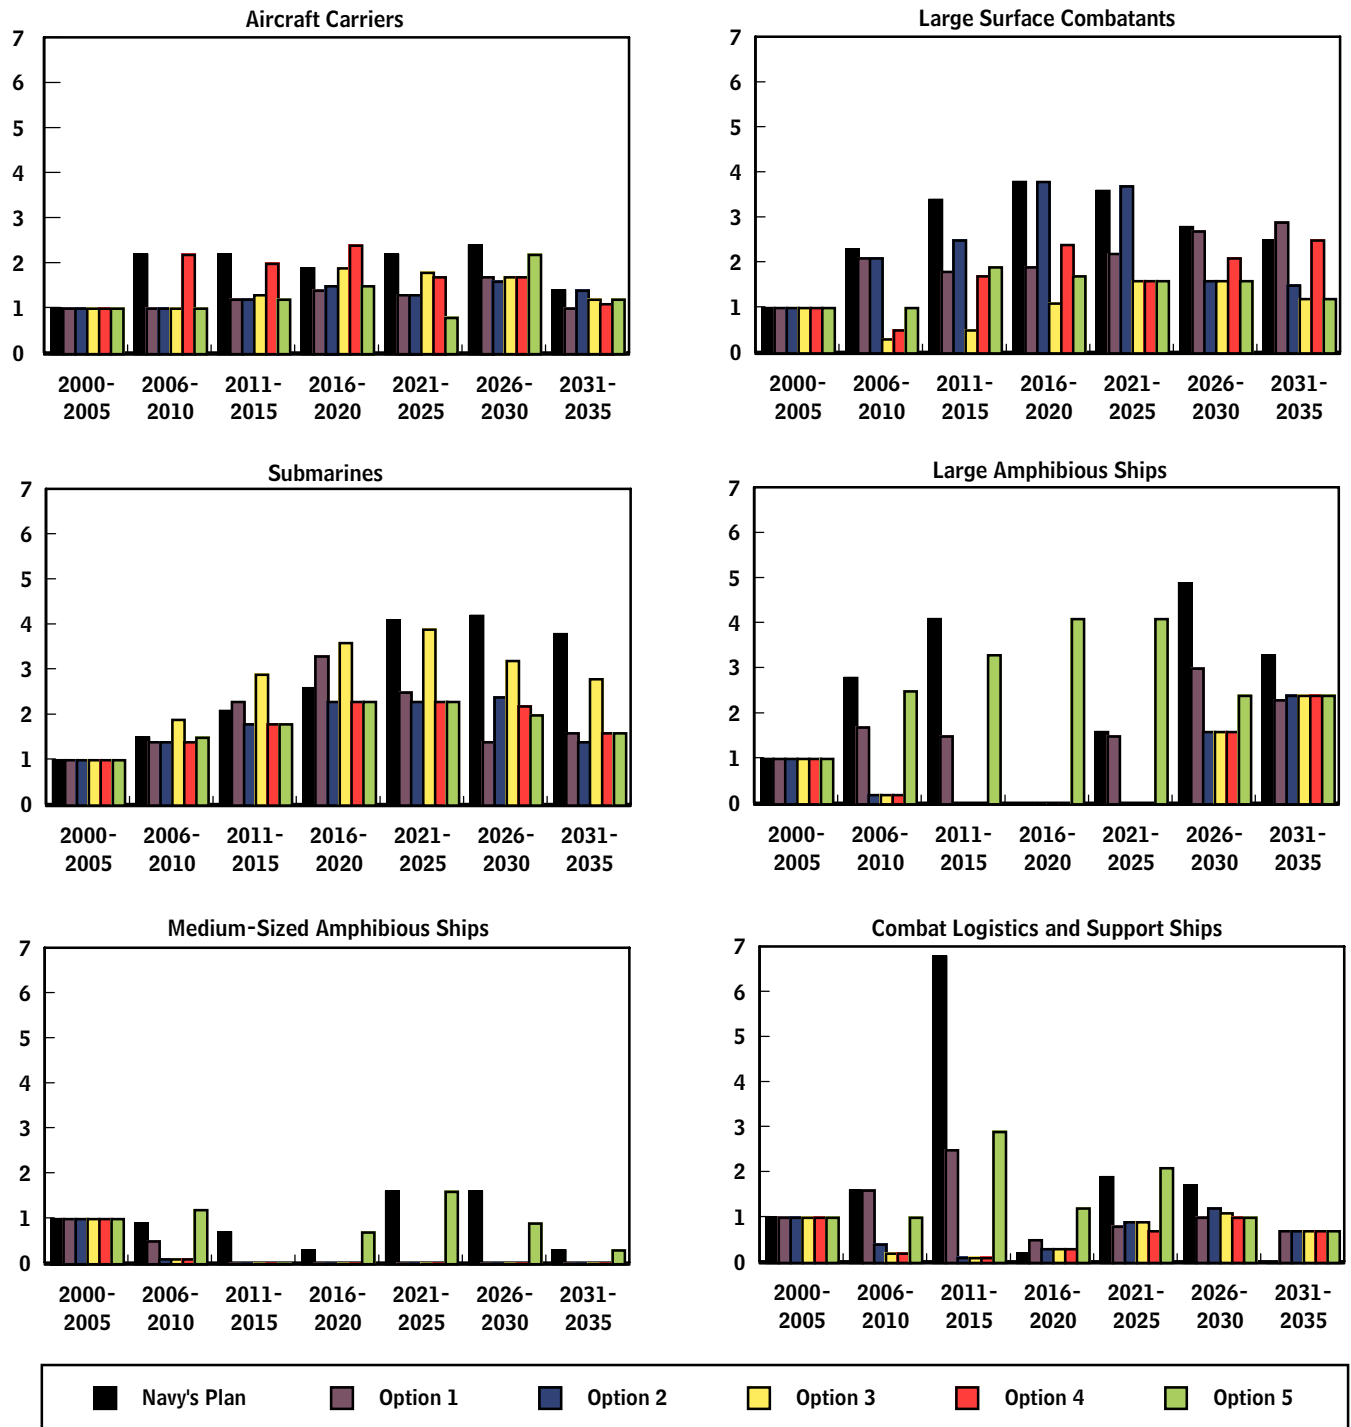 Aircraft Carriers
7
6
5
4
3
2
1
0
2000- 2006- 2011- 2016- 2021- 2026- 2031-
2005 2010 2015 2020 2025 2030 2035
Large Surface Combatants
7
6
5
4
3
2
1
0
2000- 2006- 2011- 2016- 2021- 2026- 2031-
2005 2010 2015 2020 2025 2030 2035
Submarines
7
6
5
4
3
2
1
0
2000- 2006- 2011- 2016- 2021- 2026- 2031-
2005 2010 2015 2020 2025 2030 2035
Large Amphibious Ships
7
6
5
4
3
2
1
0
2000- 2006- 2011- 2016- 2021- 2026- 2031-
2005 2010 2015 2020 2025 2030 2035
Medium-Sized Amphibious Ships
7
6
5
4
3
2
1
0
2000- 2006- 2011- 2016- 2021- 2026- 2031-
2005 2010 2015 2020 2025 2030 2035
Combat Logistics and Support Ships
7
6
5
4
3
2
1
0
2000- 2006- 2011- 2016- 2021- 2026- 2031-
2005 2010 2015 2020 2025 2030 2035
Navy's Plan Option 1 Option 2 Option 3 Option 4 Option 5